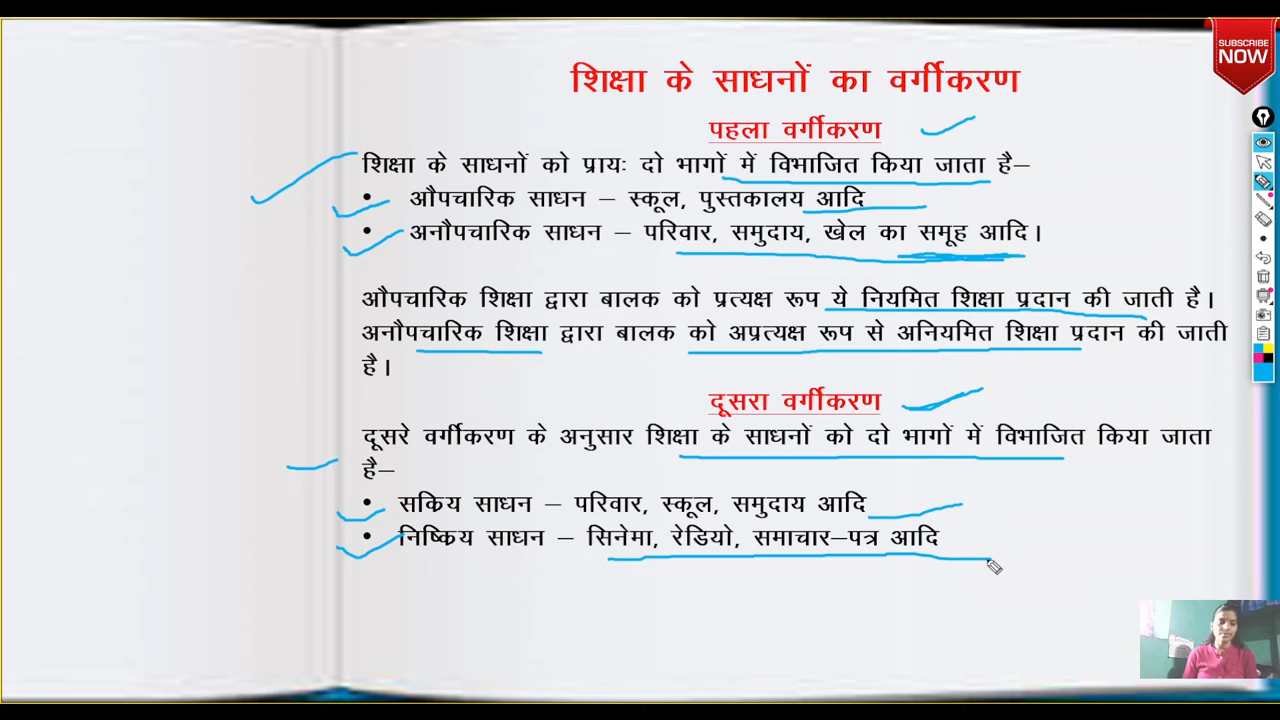 SUBSCRIBE
NOW
शिक्षा के साधनों का वर्गीकरण
पहला वर्गीकरण
शिक्षा के साधनों को प्रायः दो भागों में विभाजित किया जाता है–
• औपचारिक साधन – स्कूल, पुस्तकालय आदि
• अनौपचारिक साधन – परिवार, समुदाय, खेल का समूह आदि।
औपचारिक शिक्षा द्वारा बालक को प्रत्यक्ष रूप ये नियमित शिक्षा प्रदान की जाती है।
अनौपचारिक शिक्षा द्वारा बालक को अप्रत्यक्ष रूप से अनियमित शिक्षा प्रदान की जाती
है।
दूसरा वर्गीकरण
दूसरे वर्गीकरण के अनुसार शिक्षा के साधनों को दो भागों में विभाजित किया जाता
है–
• सकिय साधन – परिवार, स्कूल, समुदाय आदि
• निष्किय साधन – सिनेमा, रेडियो, समाचार–पत्र आदि